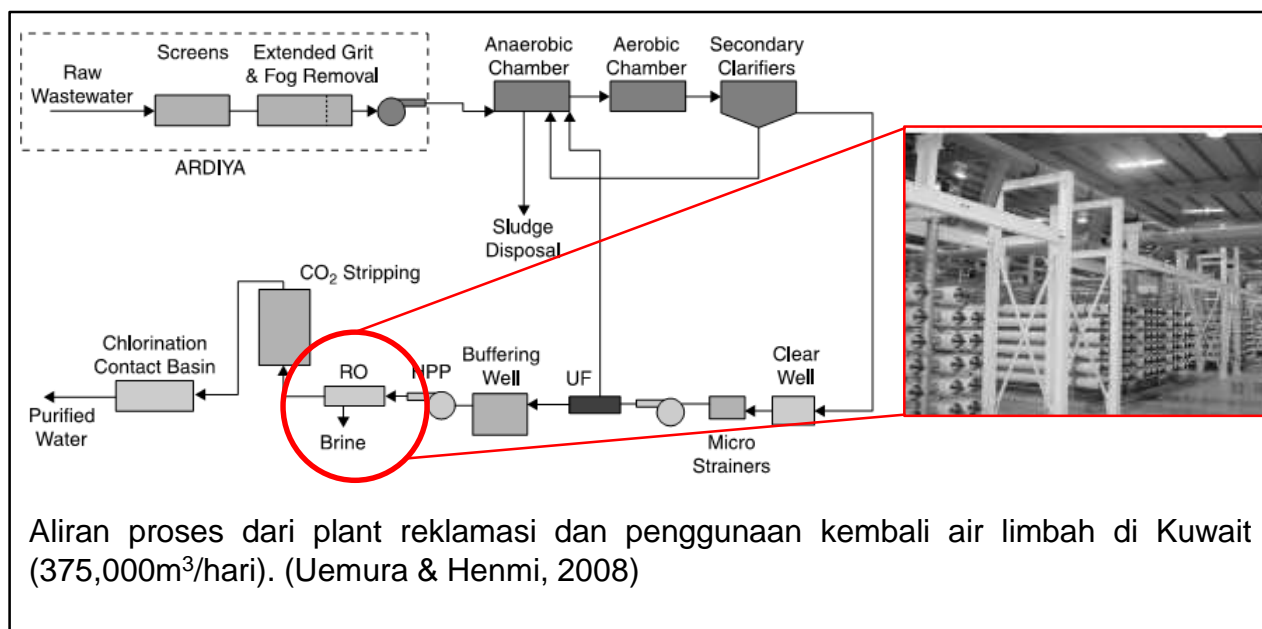 Screens
Extended Grit
& Fog Removal
Raw
Wastewater
ARDIYA
Anaerobic
Chamber
Aerobic
Chamber
Secondary
Clarifiers
Sludge
Disposal
CO₂ Stripping
Chlorination
Contact Basin
Purified
Water
RO
Brine
HPP
Buffering
Well
UF
Clear
Well
Micro
Strainers
Aliran proses dari plant reklamasi dan penggunaan kembali air limbah di Kuwait
(375,000m³/hari). (Uemura & Henmi, 2008)